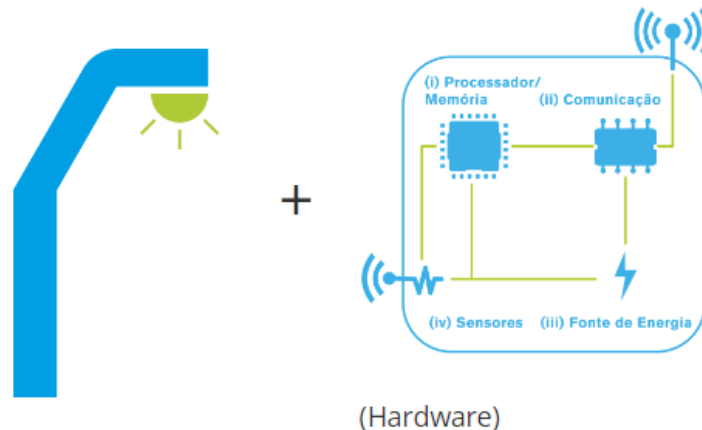 (i) Processador/
Memória
(ii) Comunicação
+
(iv) Sensores
(iii) Fonte de Energia
(Hardware)